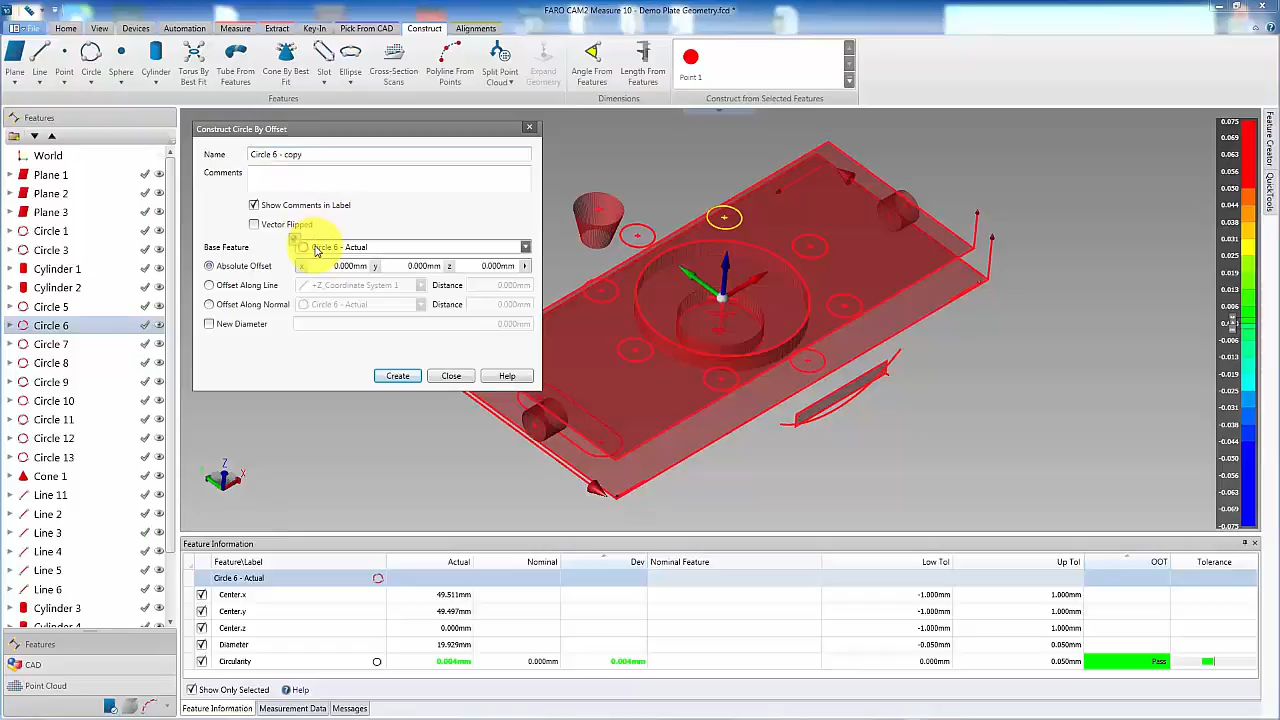 FARO CAM2 Measure 10 - Demo Plate Geometry.fcd *
File Home View Devices Automation Measure Extract Key-In Pick From CAD Construct Alignments
Plane Line Point Circle Sphere Cylinder Torus By Best Fit Tube From Features Cone By Best Fit Slot Ellipse Cross-Section Scans Polyline From Points Split Point Cloud Expand Geometry Angle From Features Length From Features Point 1
Features Dimensions Construct from Selected Features
Features
World
Plane 1
Plane 2
Plane 3
Circle 1
Circle 3
Cylinder 1
Cylinder 2
Circle 5
Circle 6
Circle 7
Circle 8
Circle 9
Circle 10
Circle 11
Circle 12
Circle 13
Cone 1
Line 11
Line 2
Line 3
Line 4
Line 5
Line 6
Cylinder 3
Cylinder 4
Features
CAD
Point Cloud
Construct Circle By Offset
Name Circle 6 - copy
Comments
Show Comments in Label
Vector Flipped
Base Feature Circle 6 - Actual
Absolute Offset x 0.000mm y 0.000mm z 0.000mm
Offset Along Line +Z_Coordinate System 1 Distance 0.000mm
Offset Along Normal Circle 6 - Actual Distance 0.000mm
New Diameter 0.000mm
Create Close Help
Z
X
0.075
0.069
0.063
0.056
0.050
0.044
0.038
0.031
0.025
0.019
0.013
0.006
-0.006
-0.013
-0.019
-0.025
-0.031
-0.038
-0.044
-0.050
-0.056
-0.063
-0.069
-0.075
Feature Creator
QuickTools
Feature Information
Feature\Label Actual Nominal Dev Nominal Feature Low Tol Up Tol OOT Tolerance
Circle 6 - Actual
Center.x 49.511mm -1.000mm 1.000mm
Center.y 49.497mm -1.000mm 1.000mm
Center.z 0.000mm -1.000mm 1.000mm
Diameter 19.929mm -0.050mm 0.050mm
Circularity 0.004mm 0.000mm 0.004mm 0.000mm 0.050mm Pass
Show Only Selected Help
Feature Information Measurement Data Messages